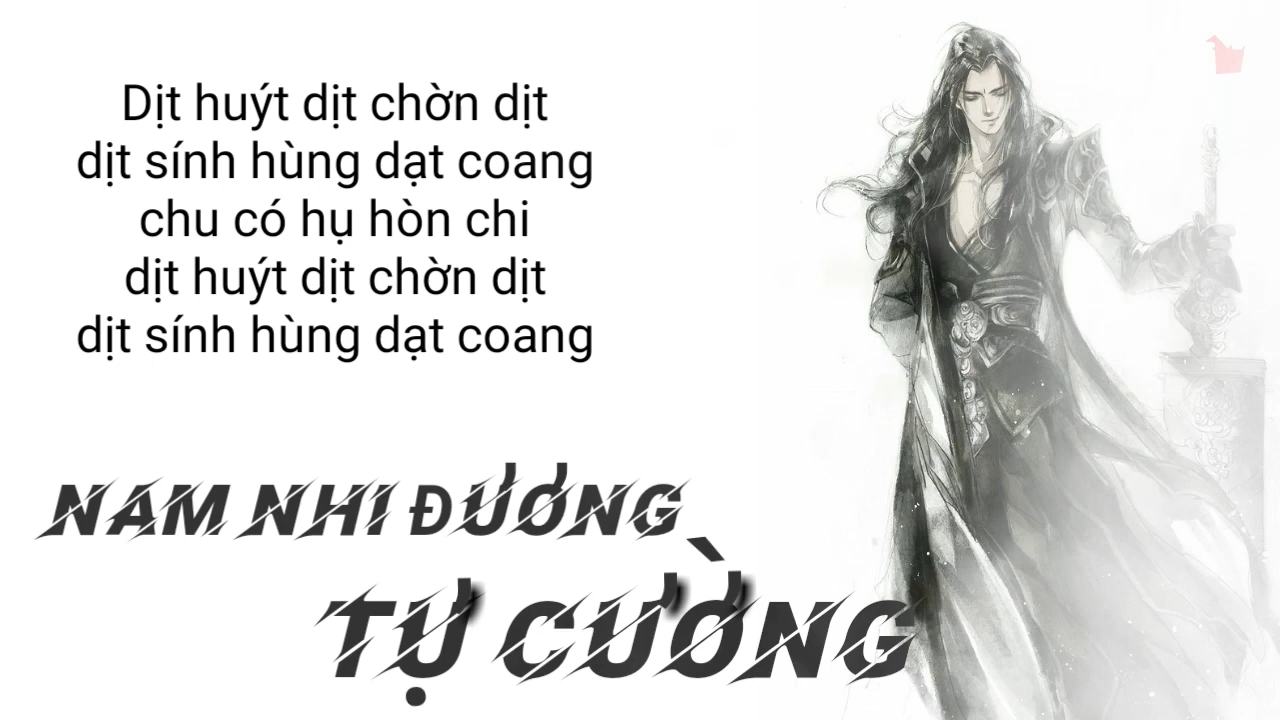 Dịt huýt dịt chờn dịt
dịt sính hùng dạt coang
chu có hụ hòn chi
dịt huýt dịt chờn dịt
dịt sính hùng dạt coang
NAM NHI ĐƯƠNG
TỰ CƯỜNG